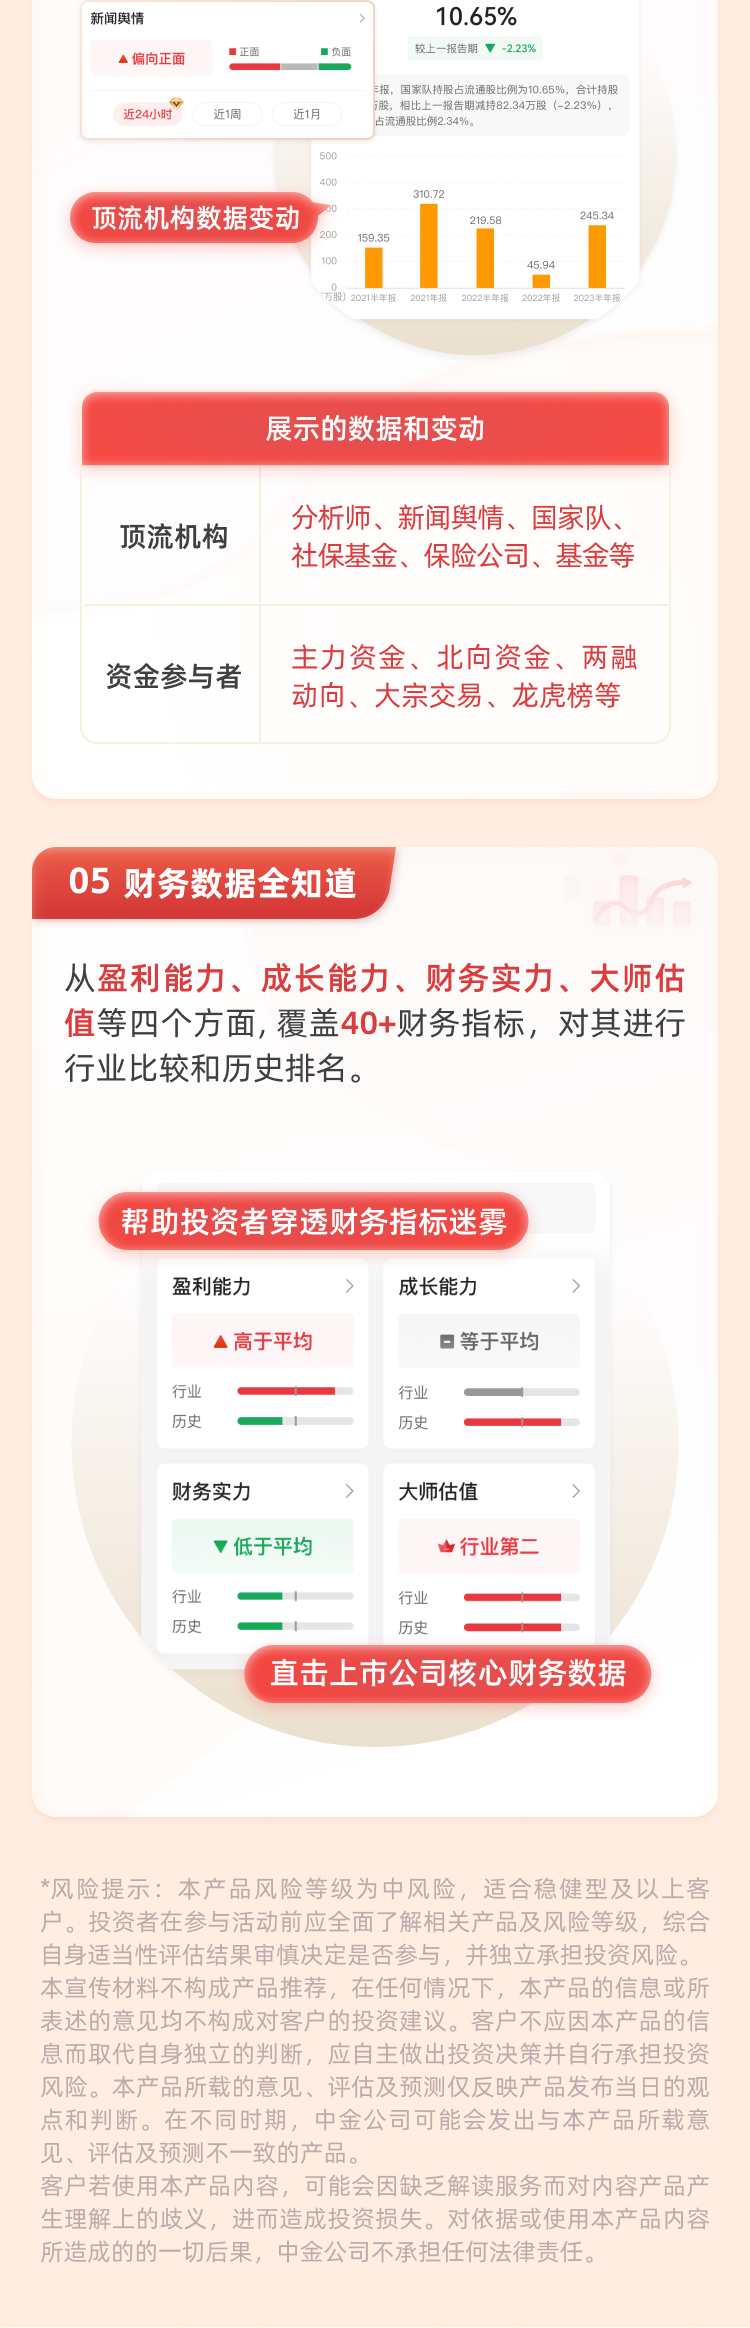 新闻舆情
偏向正面
正面
负面
近24小时
近1周
近1月
10.65%
较上一报告期
-2.23%
年报，国家队持股占流通股比例为10.65%，合计持股
万股，相比上一报告期减持82.34万股（-2.23%），
占流通股比例2.34%。
顶流机构数据变动
500
400
200
100
0
159.35
310.72
219.58
45.94
245.34
万股)
2021半年报
2021年报
2022半年报
2022年报
2023半年报
展示的数据和变动
顶流机构
分析师、新闻舆情、国家队、
社保基金、保险公司、基金等
资金参与者
主力资金、北向资金、两融
动向、大宗交易、龙虎榜等
05 财务数据全知道
从盈利能力、成长能力、财务实力、大师估
值等四个方面，覆盖40+财务指标，对其进行
行业比较和历史排名。
帮助投资者穿透财务指标迷雾
盈利能力
高于平均
行业
历史
成长能力
等于平均
行业
历史
财务实力
低于平均
行业
历史
大师估值
行业第二
行业
历史
直击上市公司核心财务数据
*风险提示：本产品风险等级为中风险，适合稳健型及以上客
户。投资者在参与活动前应全面了解相关产品及风险等级，综合
自身适当性评估结果审慎决定是否参与，并独立承担投资风险。
本宣传材料不构成产品推荐，在任何情况下，本产品的信息或所
表述的意见均不构成对客户的投资建议。客户不应因本产品的信
息而取代自身独立的判断，应自主做出投资决策并自行承担投资
风险。本产品所载的意见、评估及预测仅反映产品发布当日的观
点和判断。在不同时期，中金公司可能会发出与本产品所载意
见、评估及预测不一致的产品。
客户若使用本产品内容，可能会因缺乏解读服务而对内容产品产
生理解上的歧义，进而造成投资损失。对依据或使用本产品内容
所造成的的一切后果，中金公司不承担任何法律责任。